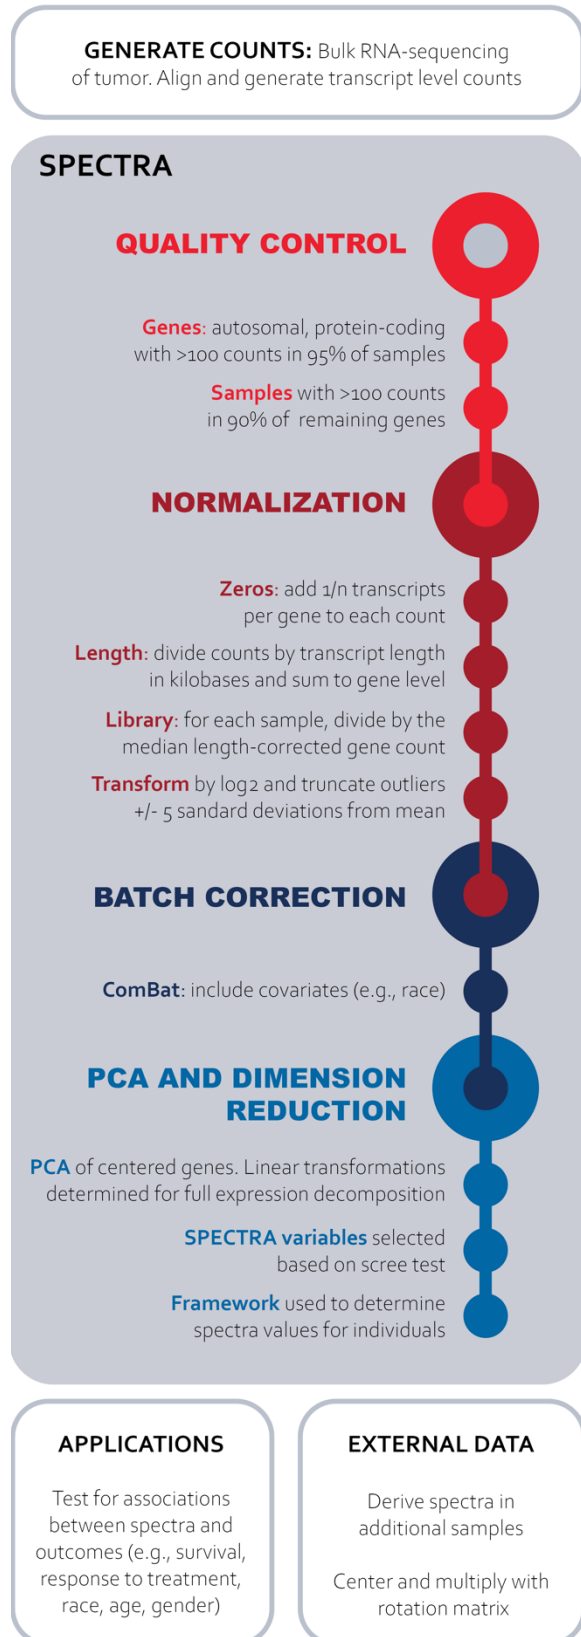 GENERATE COUNTS: Bulk RNA-sequencing
of tumor. Align and generate transcript level counts
SPECTRA
QUALITY CONTROL
Genes: autosomal, protein-coding
with >100 counts in 95% of samples
Samples with >100 counts
in 90% of remaining genes
NORMALIZATION
Zeros: add 1/n transcripts
per gene to each count
Length: divide counts by transcript length
in kilobases and sum to gene level
Library: for each sample, divide by the
median length-corrected gene count
Transform by log2 and truncate outliers
+/- 5 sandard deviations from mean
BATCH CORRECTION
ComBat: include covariates (e.g., race)
PCA AND DIMENSION
REDUCTION
PCA of centered genes. Linear transformations
determined for full expression decomposition
SPECTRA variables selected
based on scree test
Framework used to determine
spectra values for individuals
APPLICATIONS
Test for associations
between spectra and
outcomes (e.g., survival,
response to treatment,
race, age, gender)
EXTERNAL DATA
Derive spectra in
additional samples
Center and multiply with
rotation matrix